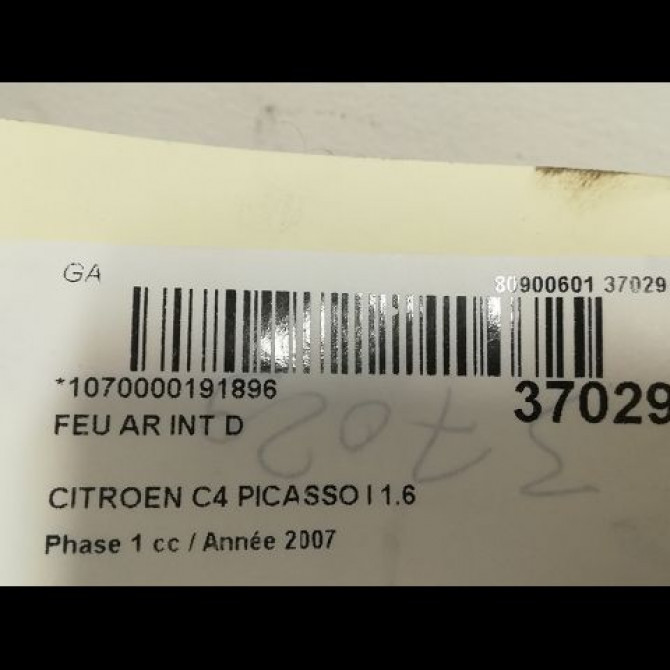 GA
80900601 37029
*1070000191896
37029
FEU AR INT D
CITROEN C4 PICASSO I 1.6
Phase 1 cc / Année 2007